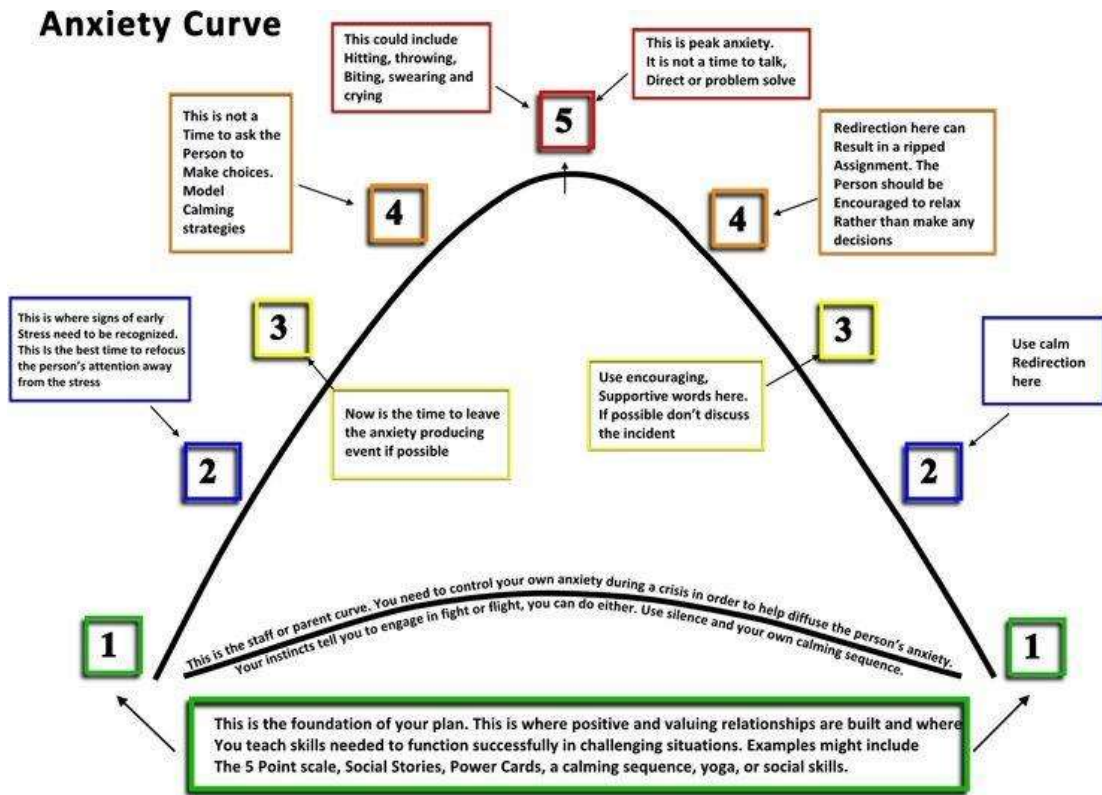 Anxiety Curve
This could include
Hitting, throwing,
Biting, swearing and
crying
This is peak anxiety.
It is not a time to talk,
Direct or problem solve
5
This is not a
Time to ask the
Person to
Make choices.
Model
Calming
strategies
4
4
Redirection here can
Result in a ripped
Assignment. The
Person should be
Encouraged to relax
Rather than make any
decisions
This is where signs of early
Stress need to be recognized.
This Is the best time to refocus
the person's attention away
from the stress
3
3
Use calm
Redirection
here
Now is the time to leave
the anxiety producing
event if possible
Use encouraging,
Supportive words here.
If possible don't discuss
the incident
2
2
1
This is the staff or parent curve. You need to control your own anxiety during a crisis in order to help diffuse the person's anxiety.
Your instincts tell you to engage in fight or flight, you can do either. Use silence and your own calming sequence.
1
This is the foundation of your plan. This is where positive and valuing relationships are built and where
You teach skills needed to function successfully in challenging situations. Examples might include
The 5 Point scale, Social Stories, Power Cards, a calming sequence, yoga, or social skills.